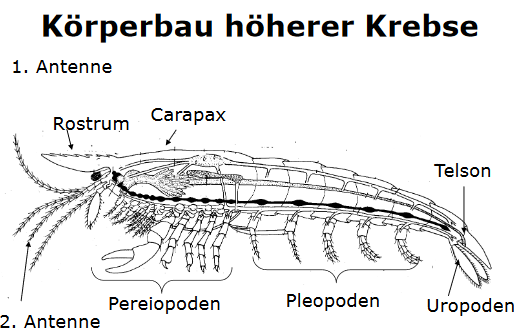 Körperbau höherer Krebse
1. Antenne
Rostrum
Carapax
Telson
Pereiopoden
Pleopoden
Uropoden
2. Antenne